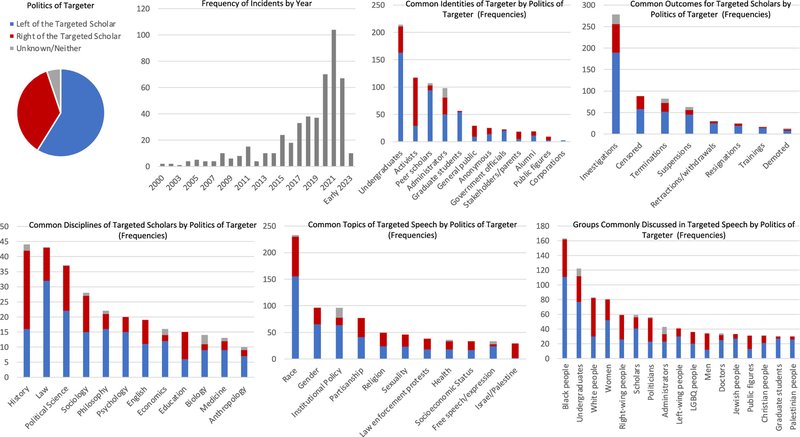 Politics of Targeter
Left of the Targeted Scholar
Right of the Targeted Scholar
Unknown/Neither
Frequency of Incidents by Year
120
100
80
60
40
20
0
2000
2003
2005
2007
2009
2011
2013
2015
2017
2019
2021
Early 2023
Common Identities of Targeter by Politics of
Targeter (Frequencies)
250
200
150
100
50
0
Undergraduates
Activists
Peer scholars
Administrators
Graduate students
General public
Anonymous
Government officials
Stakeholders/parents
Alumni
Public figures
Corporations
Common Outcomes for Targeted Scholars by
Politics of Targeter (Frequencies)
300
250
200
150
100
50
0
Investigations
Censored
Terminations
Suspensions
Retractions/withdrawals
Resignations
Trainings
Demoted
Common Disciplines of Targeted Scholars by Politics of Targeter
(Frequencies)
50
45
40
35
30
25
20
15
10
5
0
History
Law
Political Science
Sociology
Philosophy
Psychology
English
Economics
Education
Biology
Medicine
Anthropology
Common Topics of Targeted Speech by Politics of Targeter
(Frequencies)
250
200
150
100
50
0
Race
Gender
Institutional Policy
Partisanship
Religion
Sexuality
Law enforcement protests
Health
Socioeconomic Status
Free speech/expression
Israel/Palestine
Groups Commonly Discussed in Targeted Speech by Politics of
Targeter (Frequencies)
180
160
140
120
100
80
60
40
20
0
Black people
Undergraduates
White people
Women
Right-wing people
Scholars
Politicians
Administrators
Left-wing people
LGBQ people
Men
Doctors
Jewish people
Public figures
Christian people
Graduate students
Palestinian people